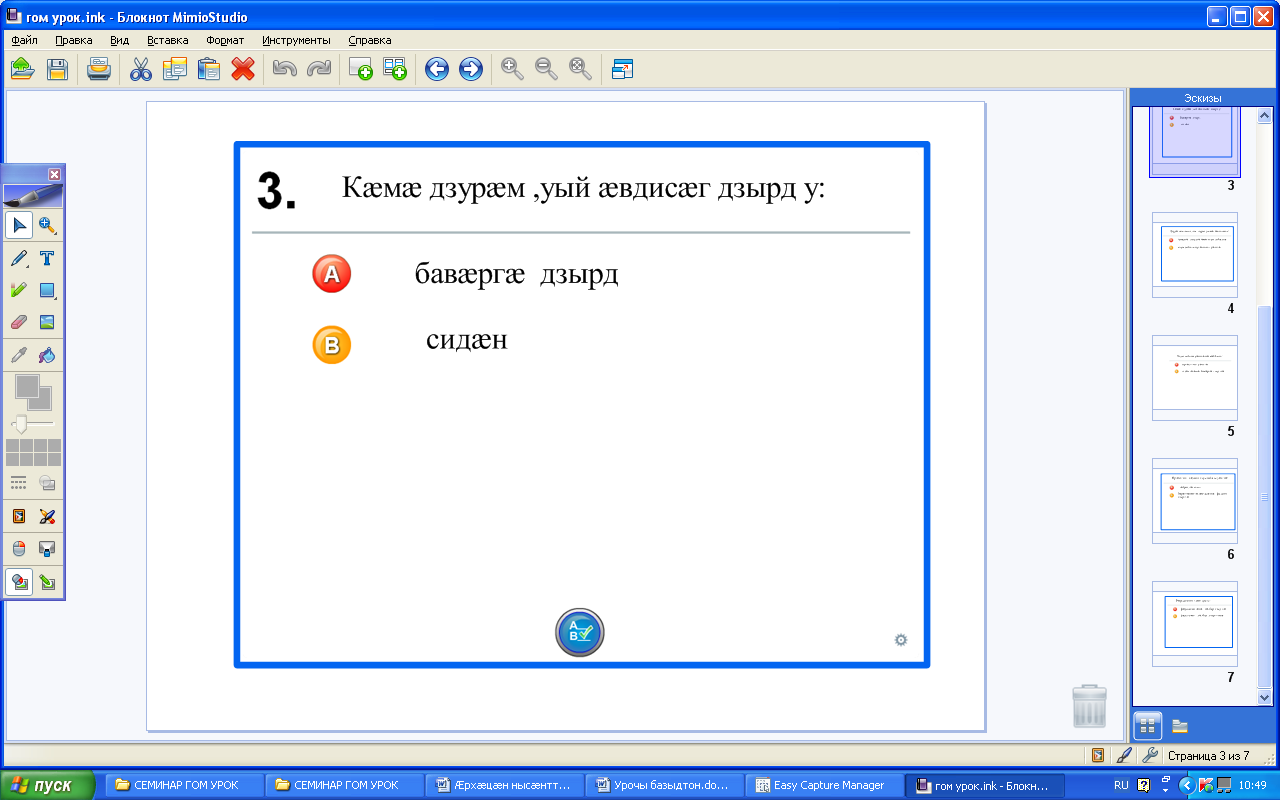 гом урок.ink - Блокнот MimioStudio
Файл Правка Вид Вставка Формат Инструменты Справка
Эскизы
3. Кæмæ дзурæм ,уый æвдисæг дзырд у:
A бавæргæ дзырд
B сидæн
A
B
3
4
5
6
7
Страница 3 из 7
пуск
СЕМИНАР ГОМ УРОК
СЕМИНАР ГОМ УРОК
Æрхæцæн нысæнтт...
Урочы базыдтон.do...
Easy Capture Manager
гом урок.ink - Блокн...
RU
10:49